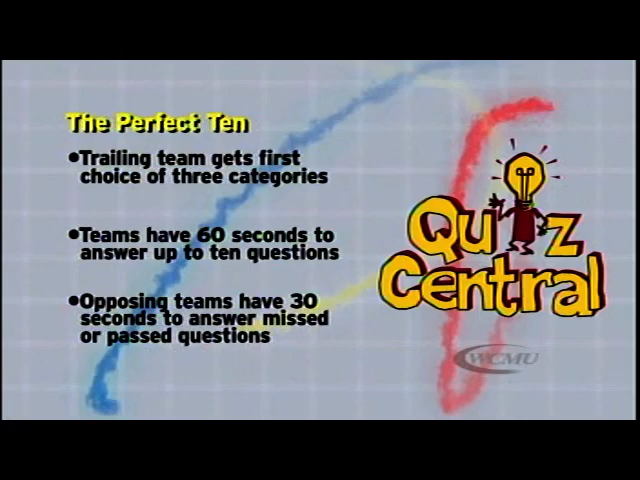 The Perfect Ten
•Trailing team gets first
choice of three categories
•Teams have 60 seconds to
answer up to ten questions
•Opposing teams have 30
seconds to answer missed
or passed questions
Quiz
Central
WCMU